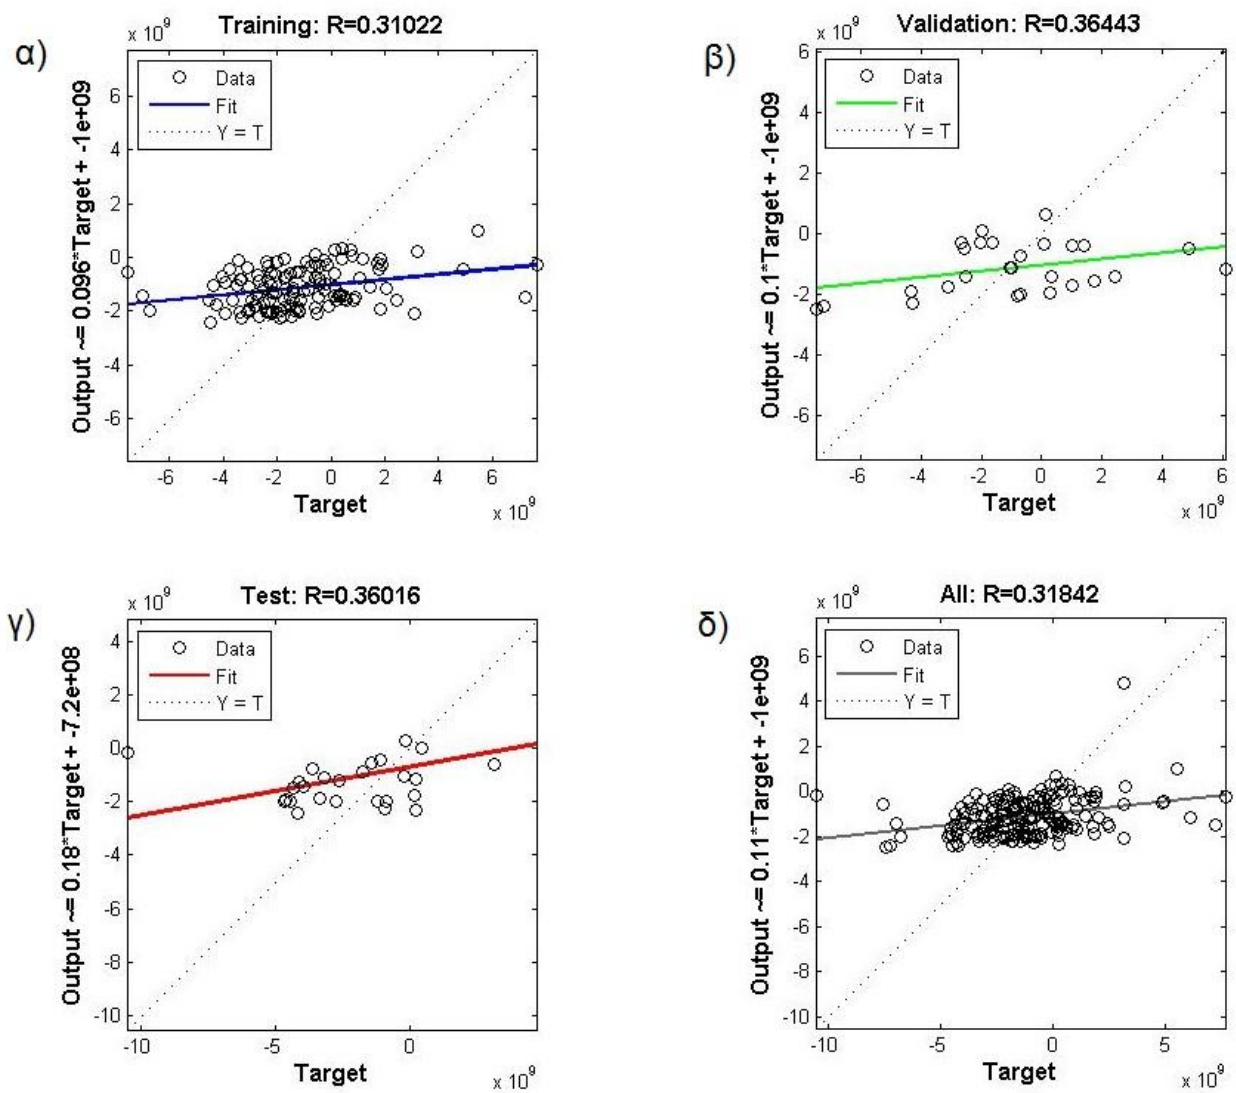 α)
x 10^9
Training: R=0.31022
Data
Fit
Y = T
Output ~= 0.096*Target + -1e+09
6
4
2
0
-2
-4
-6
-6 -4 -2 0 2 4 6
Target
x 10^9
β)
x 10^9
Validation: R=0.36443
Data
Fit
Y = T
Output ~= 0.1*Target + -1e+09
6
4
2
0
-2
-4
-6
-6 -4 -2 0 2 4 6
Target
x 10^9
γ)
x 10^9
Test: R=0.36016
Data
Fit
Y = T
Output ~= 0.18*Target + -7.2e+08
4
2
0
-2
-4
-6
-8
-10
-10 -5 0
Target
x 10^9
δ)
x 10^9
All: R=0.31842
Data
Fit
Y = T
Output ~= 0.11*Target + -1e+09
6
4
2
0
-2
-4
-6
-8
-10
-10 -5 0 5
Target
x 10^9